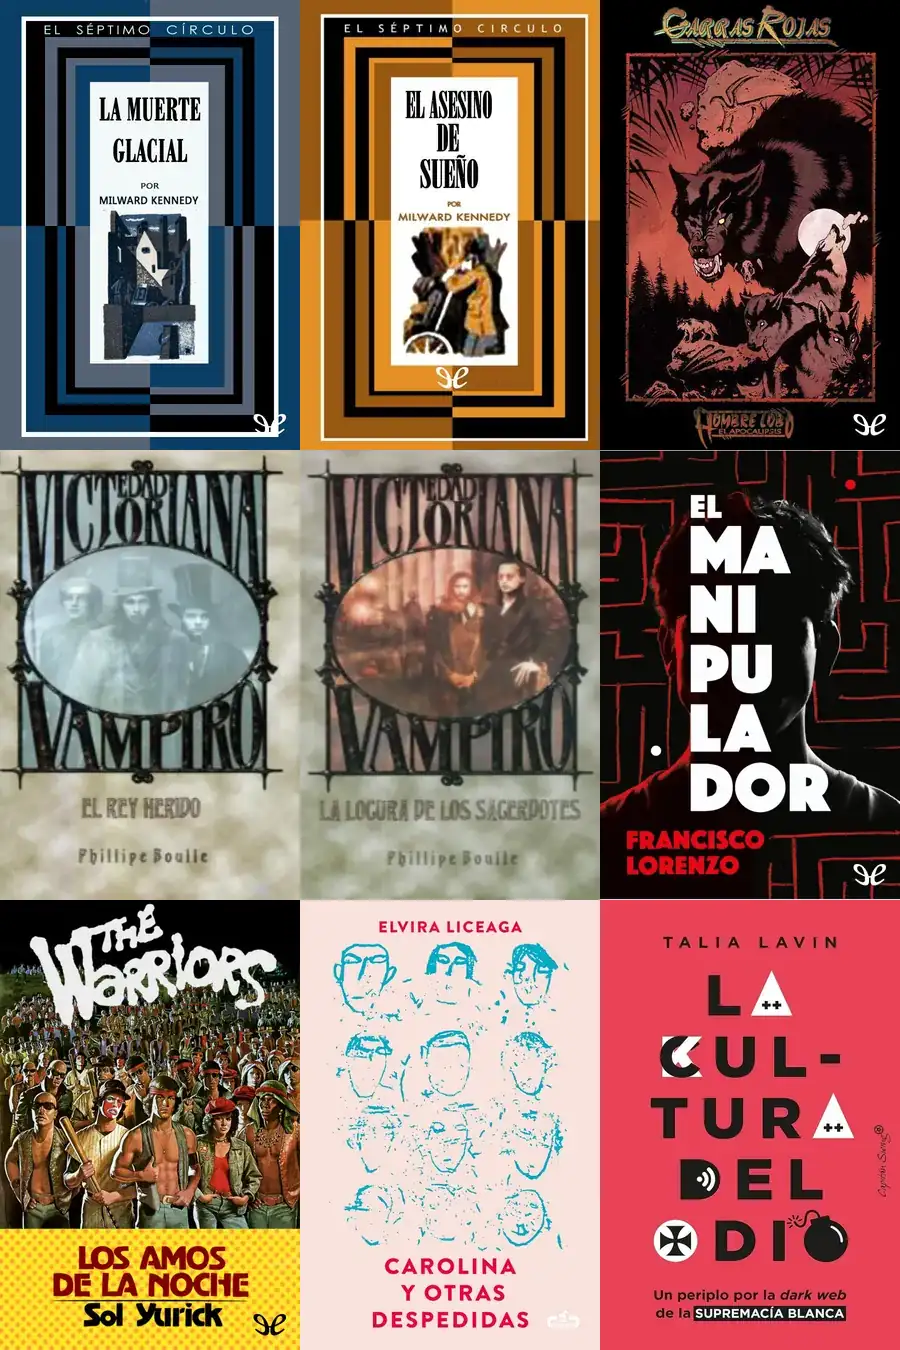 EL SÉPTIMO CÍRCULO
LA MUERTE
GLACIAL
POR
MILWARD KENNEDY
EL SÉPTIMO CIRCULO
EL ASESINO
DE
SUEÑO
POR
MILWARD KENNEDY
GARRAS ROJAS
HOMBRE LOBO
EL APOCALIPSIS
EDAD
VICTORIANA
VAMPIRO
EL REY HERIDO
Phillipe Boulle
EDAD
VICTORIANA
VAMPIRO
LA LOCURA DE LOS SACERDOTES
Phillipe Boulle
EL
MA
NI
PU
LA
DOR
FRANCISCO
LORENZO
THE
WARRIORS
LOS AMOS
DE LA NOCHE
Sol Yurick
ELVIRA LICEAGA
CAROLINA
Y OTRAS
DESPEDIDAS
TALIA LAVIN
LA
CUL-
TURA
DEL
ODIO
Capitán Swing
Un periplo por la dark web
de la SUPREMACÍA BLANCA